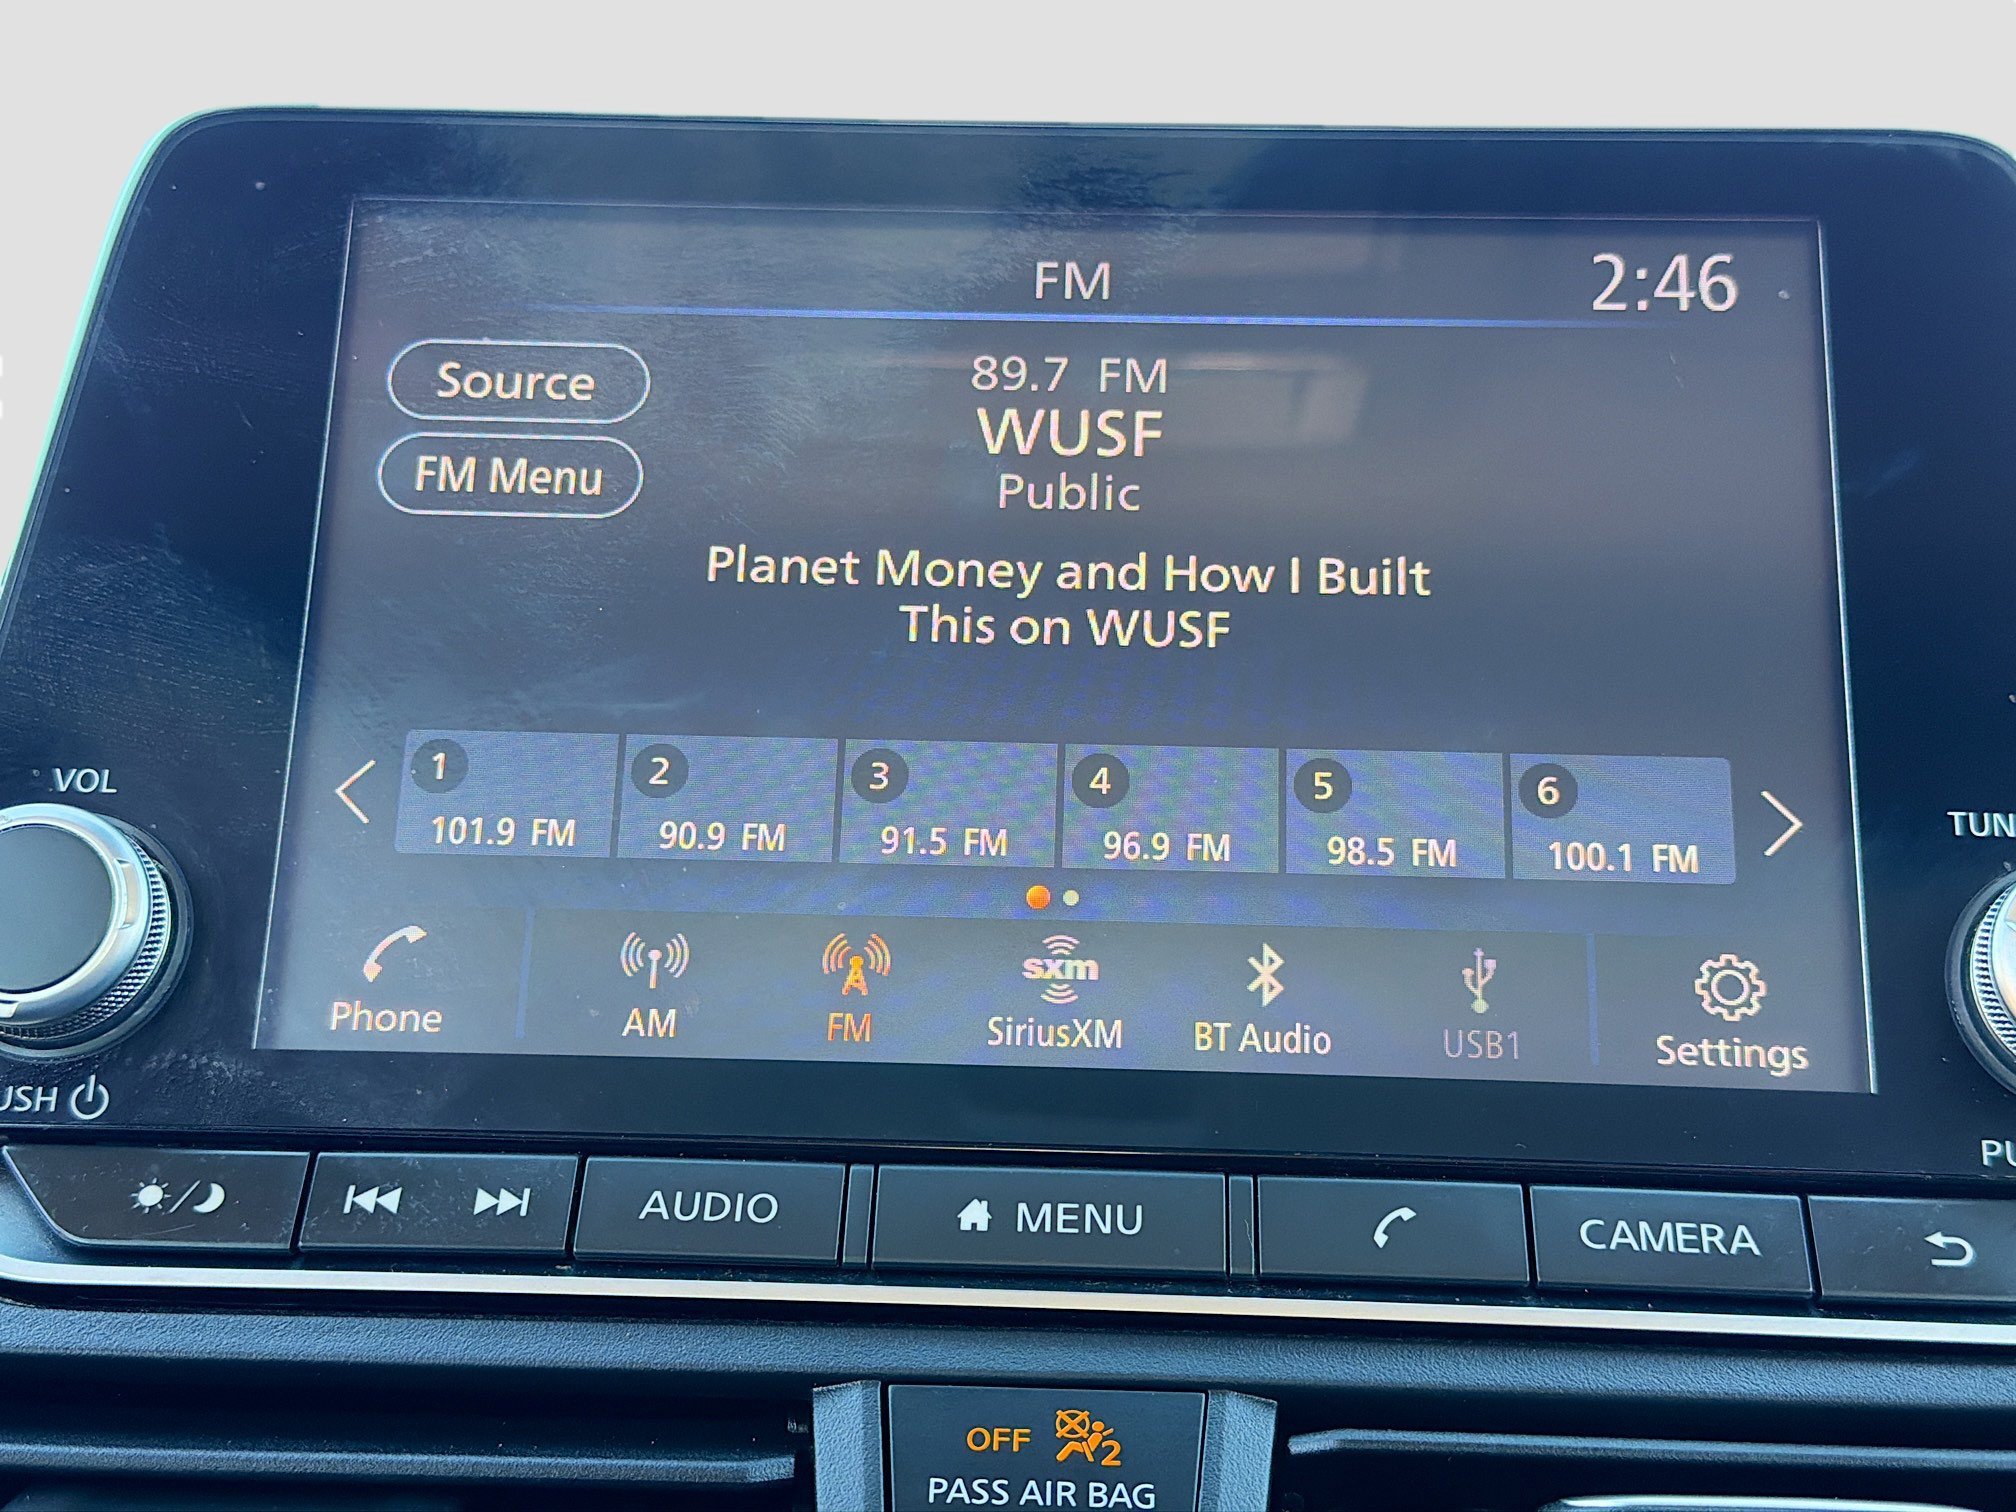 FM
2:46
Source
89.7 FM
WUSF
FM Menu
Public
Planet Money and How I Built
This on WUSF
1
2
3
4
5
6
101.9 FM
90.9 FM
91.5 FM
96.9 FM
98.5 FM
100.1 FM
VOL
TUN
sxm
Phone
AM
FM
SiriusXM
BT Audio
USB1
Settings
USH
PU
AUDIO
MENU
CAMERA
OFF
2
PASS AIR BAG